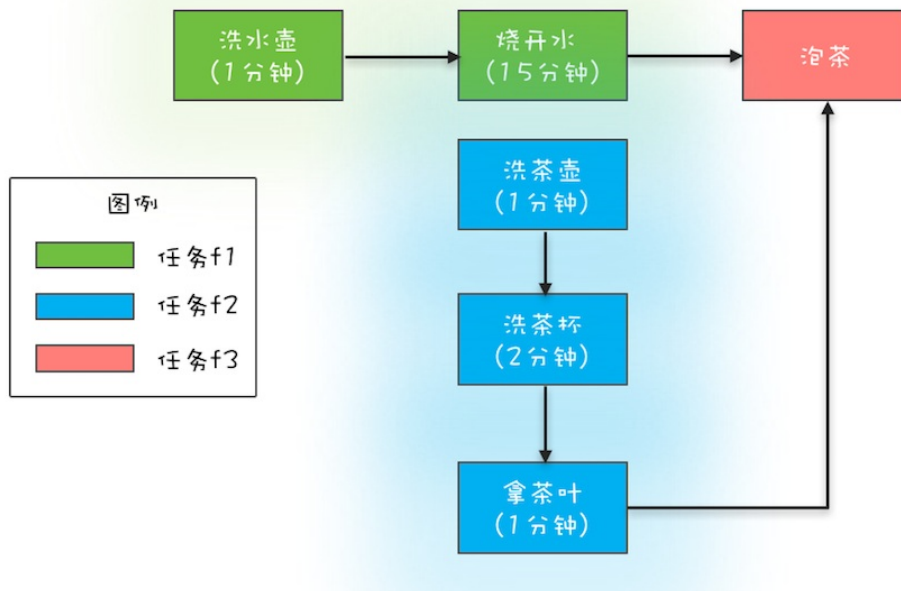 洗水壶
(1分钟)
烧开水
(15分钟)
泡茶
洗茶壶
(1分钟)
图例
任务f1
任务f2
任务f3
洗茶杯
(2分钟)
拿茶叶
(1分钟)